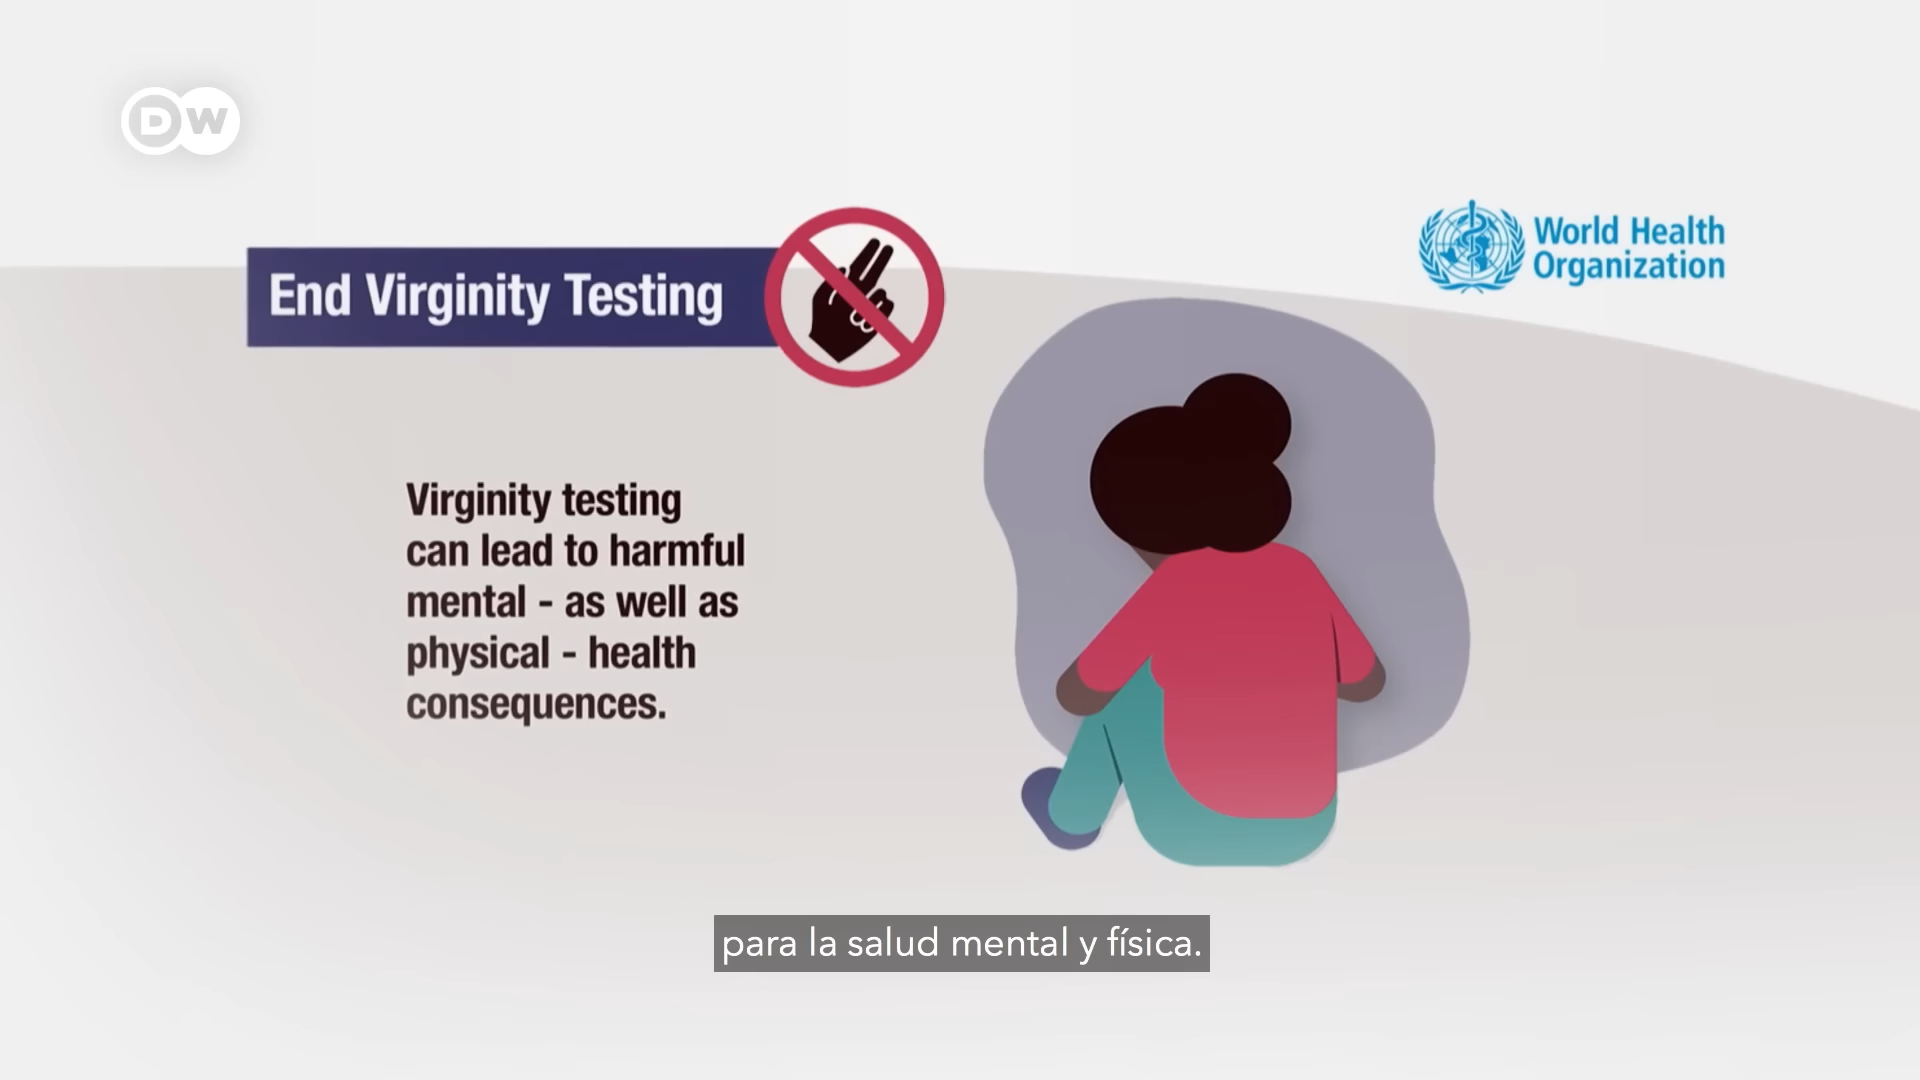 DW
World Health
Organization
End Virginity Testing
Virginity testing
can lead to harmful
mental - as well as
physical - health
consequences.
para la salud mental y física.